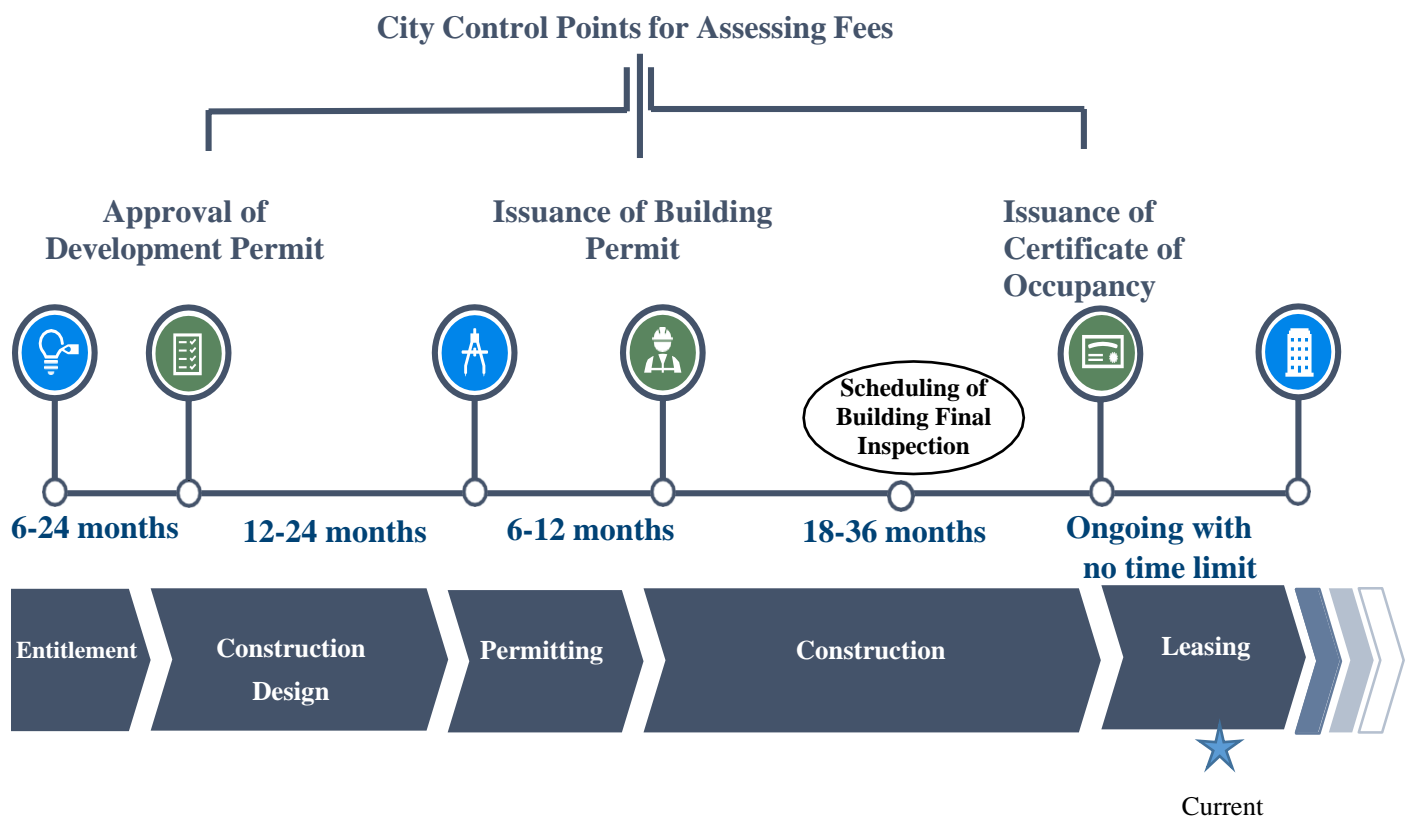 City Control Points for Assessing Fees
Approval of
Development Permit
Issuance of Building
Permit
Issuance of
Certificate of
Occupancy
Scheduling of
Building Final
Inspection
6-24 months
12-24 months
6-12 months
18-36 months
Ongoing with
no time limit
Entitlement
Construction
Design
Permitting
Construction
Leasing
Current